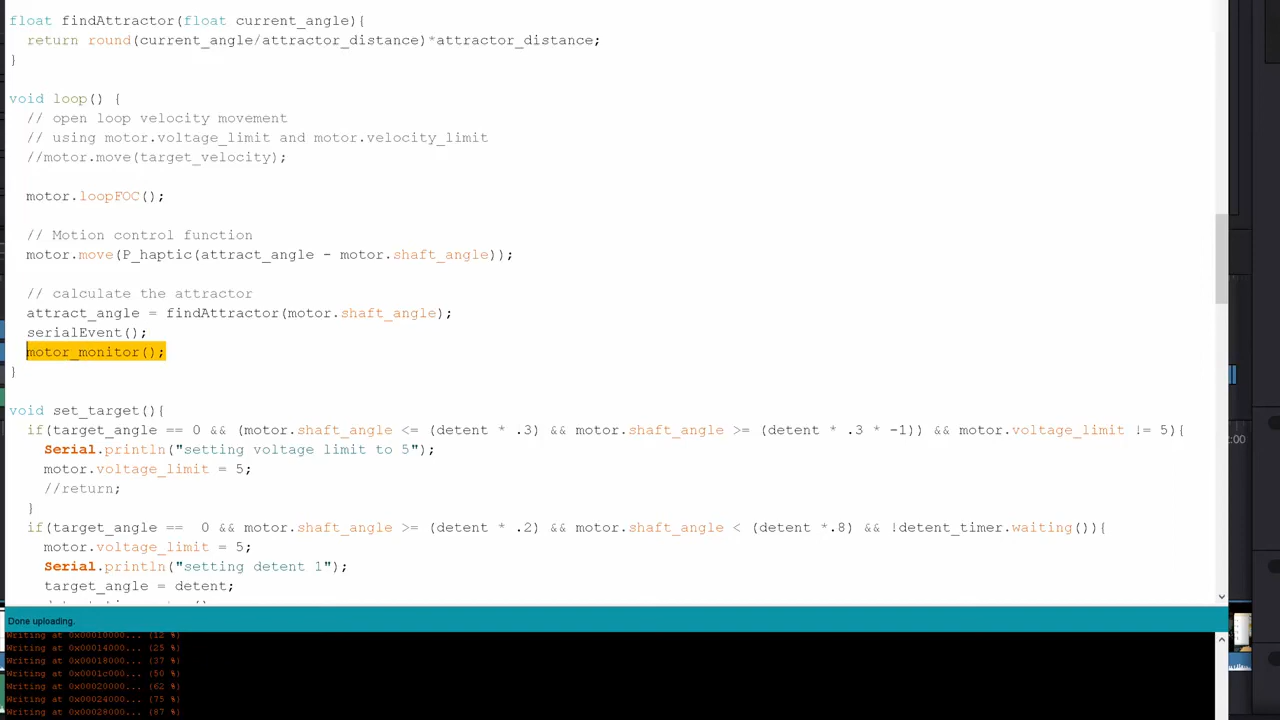 float findAttractor(float current_angle){
return round(current_angle/attractor_distance)*attractor_distance;
}
void loop() {
// open loop velocity movement
// using motor.voltage_limit and motor.velocity_limit
//motor.move(target_velocity);
motor.loopFOC();
// Motion control function
motor.move(P_haptic(attract_angle - motor.shaft_angle));
// calculate the attractor
attract_angle = findAttractor(motor.shaft_angle);
serialEvent();
motor_monitor();
}
void set_target(){
if(target_angle == 0 && (motor.shaft_angle <= (detent * .3) && motor.shaft_angle >= (detent * .3 * -1)) && motor.voltage_limit != 5){
Serial.println("setting voltage limit to 5");
motor.voltage_limit = 5;
//return;
}
if(target_angle ==  0 && motor.shaft_angle >= (detent * .2) && motor.shaft_angle < (detent *.8) && !detent_timer.waiting()){
motor.voltage_limit = 5;
Serial.println("setting detent 1");
target_angle = detent;
:00
Done uploading.
Writing at 0x00010000... (12 %)
Writing at 0x00014000... (25 %)
Writing at 0x00018000... (37 %)
Writing at 0x0001c000... (50 %)
Writing at 0x00020000... (62 %)
Writing at 0x00024000... (75 %)
Writing at 0x00028000... (87 %)